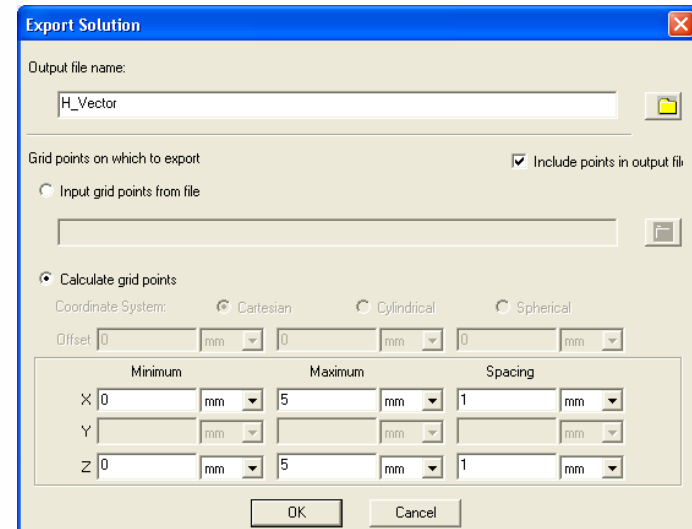 Export Solution
Output file name:
H_Vector
Grid points on which to export
Include points in output file
Input grid points from file
Calculate grid points
Coordinate System: Cartesian Cylindrical Spherical
Offset 0 mm 0 mm 0 mm
Minimum Maximum Spacing
X 0 mm 5 mm 1 mm
Y mm mm mm
Z 0 mm 5 mm 1 mm
OK Cancel